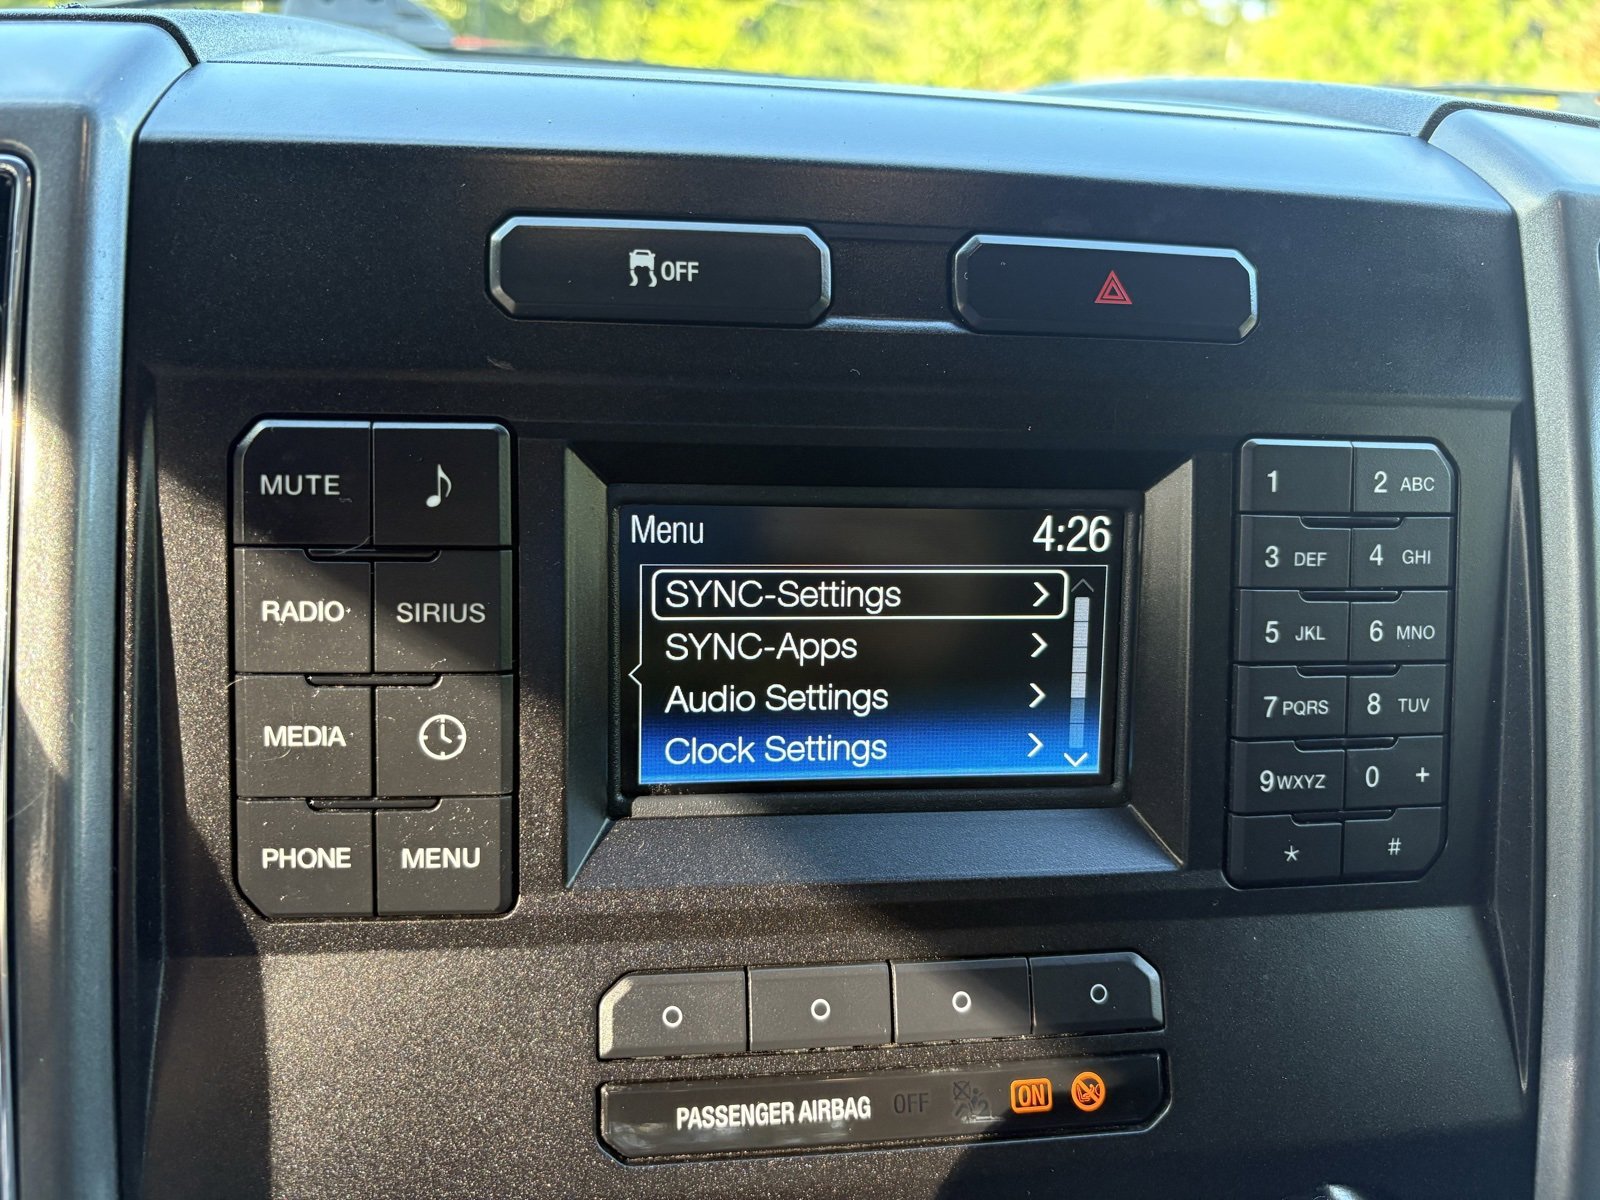 OFF
MUTE
RADIO SIRIUS
MEDIA
PHONE MENU
Menu 4:26
SYNC-Settings
SYNC-Apps
Audio Settings
Clock Settings
1 2 ABC
3 DEF 4 GHI
5 JKL 6 MNO
7 PQRS 8 TUV
9 WXYZ 0 +
* #
PASSENGER AIRBAG OFF ON